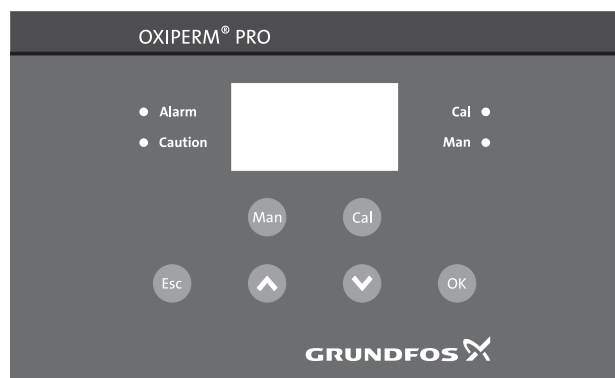 OXIPERM® PRO
Alarm Cal
Caution Man
Man Cal
Esc OK
GRUNDFOS